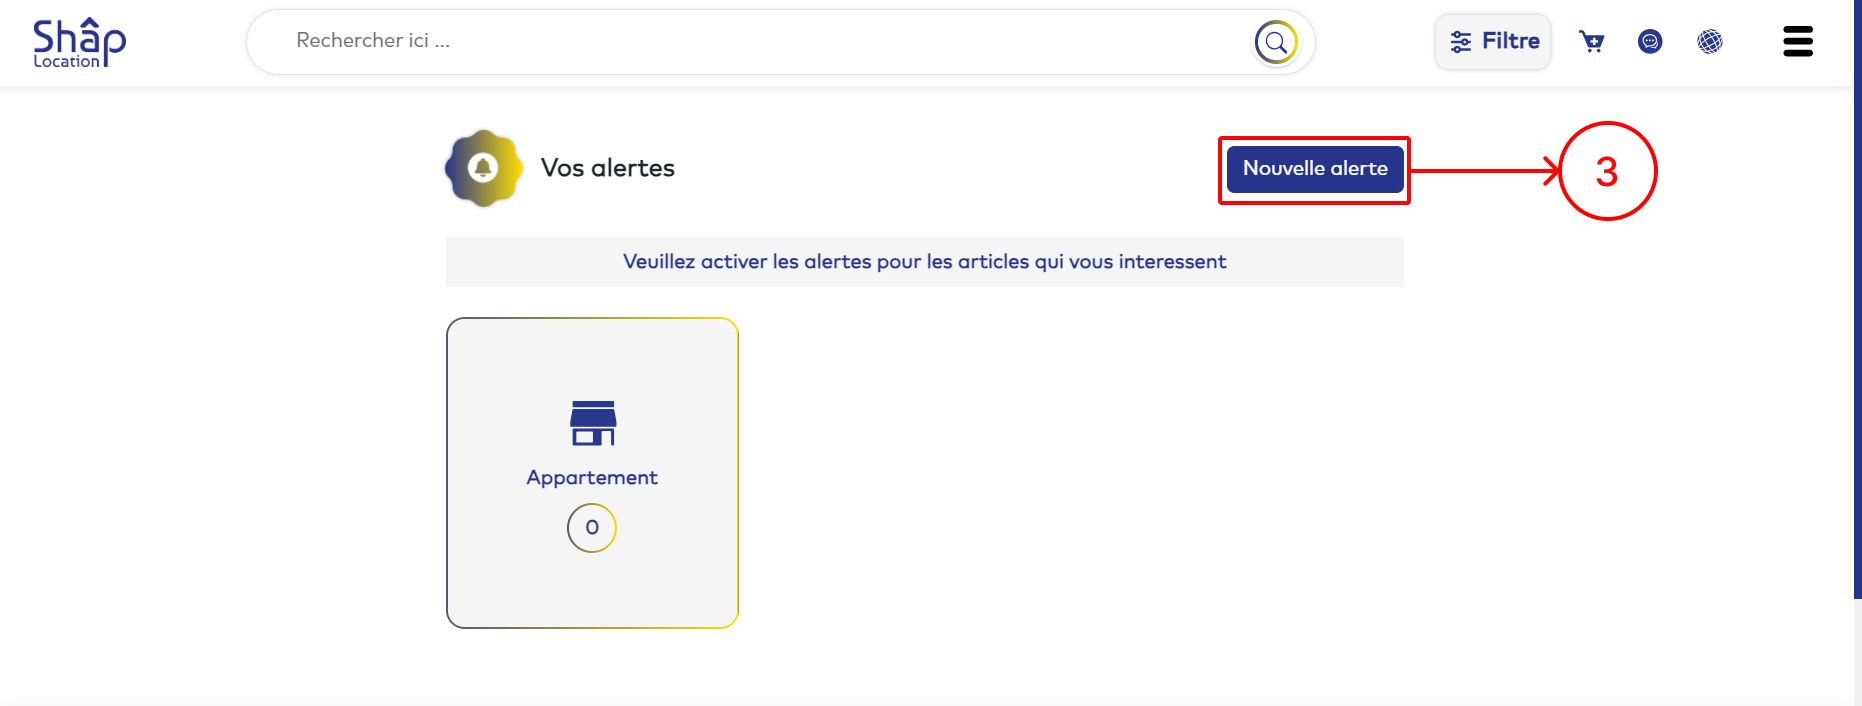 Shâp
Location
Rechercher ici ...
Filtre
Vos alertes
Nouvelle alerte
3
Veuillez activer les alertes pour les articles qui vous interessent
Appartement
0